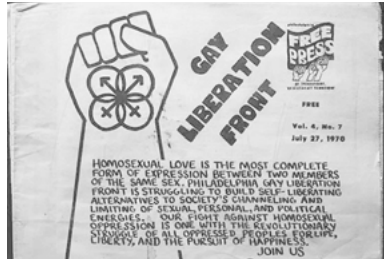 GAY
LIBERATION
FRONT
FREE
PRESS
FREE
Vol. 4, No. 7
July 27, 1970
HOMOSEXUAL LOVE IS THE MOST COMPLETE
FORM OF EXPRESSION BETWEEN TWO MEMBERS
OF THE SAME SEX. PHILADELPHIA GAY LIBERATION
FRONT IS STRUGGLING TO BUILD SELF-LIBERATING
ALTERNATIVES TO SOCIETY'S CHANNELING AND
LIMITING OF SEXUAL, PERSONAL, AND POLITICAL
ENERGIES. OUR FIGHT AGAINST HOMOSEXUAL
OPPRESSION IS ONE WITH THE REVOLUTIONARY
STRUGGLE OF ALL OPPRESSED PEOPLES FOR LIFE,
LIBERTY, AND THE PURSUIT OF HAPPINESS.
JOIN US